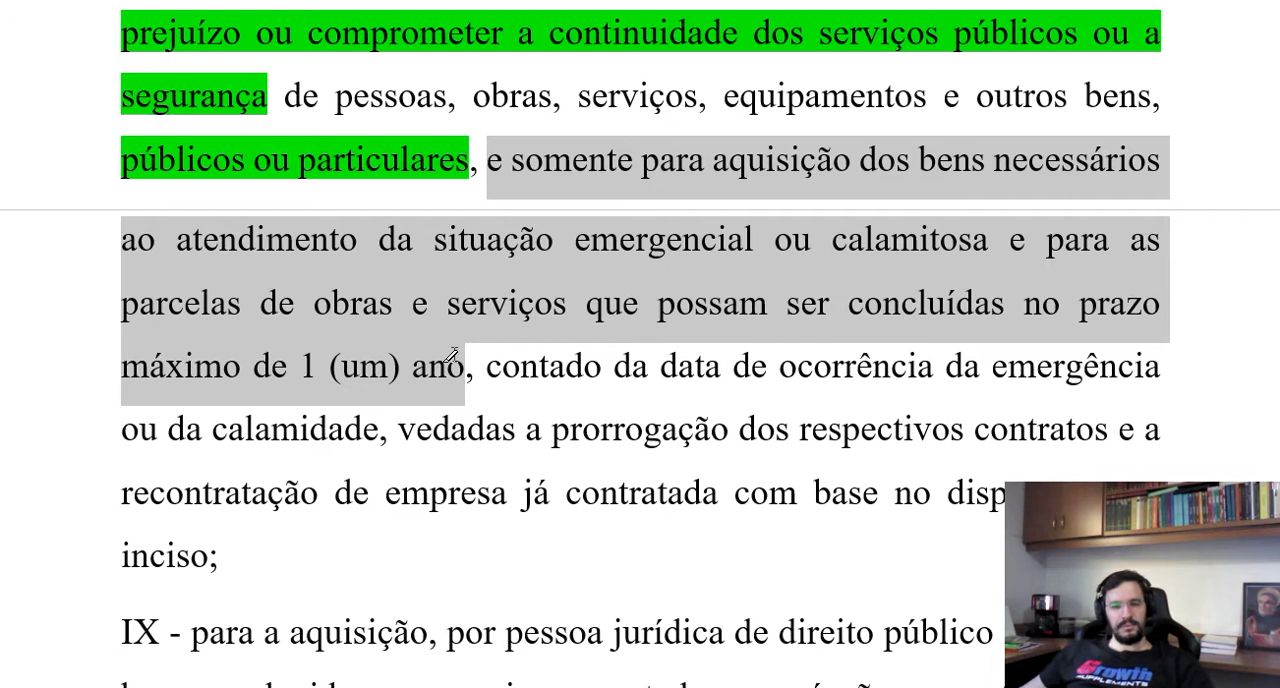 prejuízo ou comprometer a continuidade dos serviços públicos ou a
segurança de pessoas, obras, serviços, equipamentos e outros bens,
públicos ou particulares, e somente para aquisição dos bens necessários
ao atendimento da situação emergencial ou calamitosa e para as
parcelas de obras e serviços que possam ser concluídas no prazo
máximo de 1 (um) ano, contado da data de ocorrência da emergência
ou da calamidade, vedadas a prorrogação dos respectivos contratos e a
recontratação de empresa já contratada com base no disp
inciso;
IX - para a aquisição, por pessoa jurídica de direito público
Growth
SUPPLEMENTS